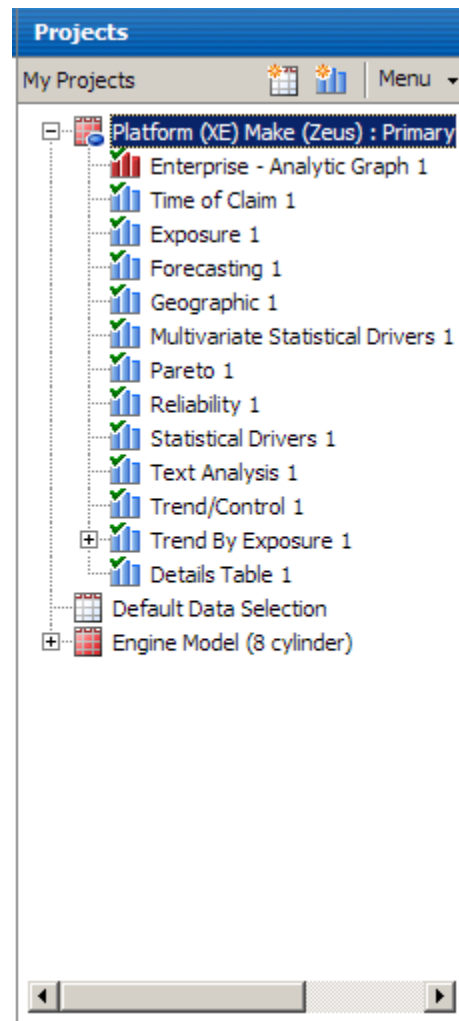 Projects
My Projects Menu
Platform (XE) Make (Zeus) : Primary
Enterprise - Analytic Graph 1
Time of Claim 1
Exposure 1
Forecasting 1
Geographic 1
Multivariate Statistical Drivers 1
Pareto 1
Reliability 1
Statistical Drivers 1
Text Analysis 1
Trend/Control 1
Trend By Exposure 1
Details Table 1
Default Data Selection
Engine Model (8 cylinder)